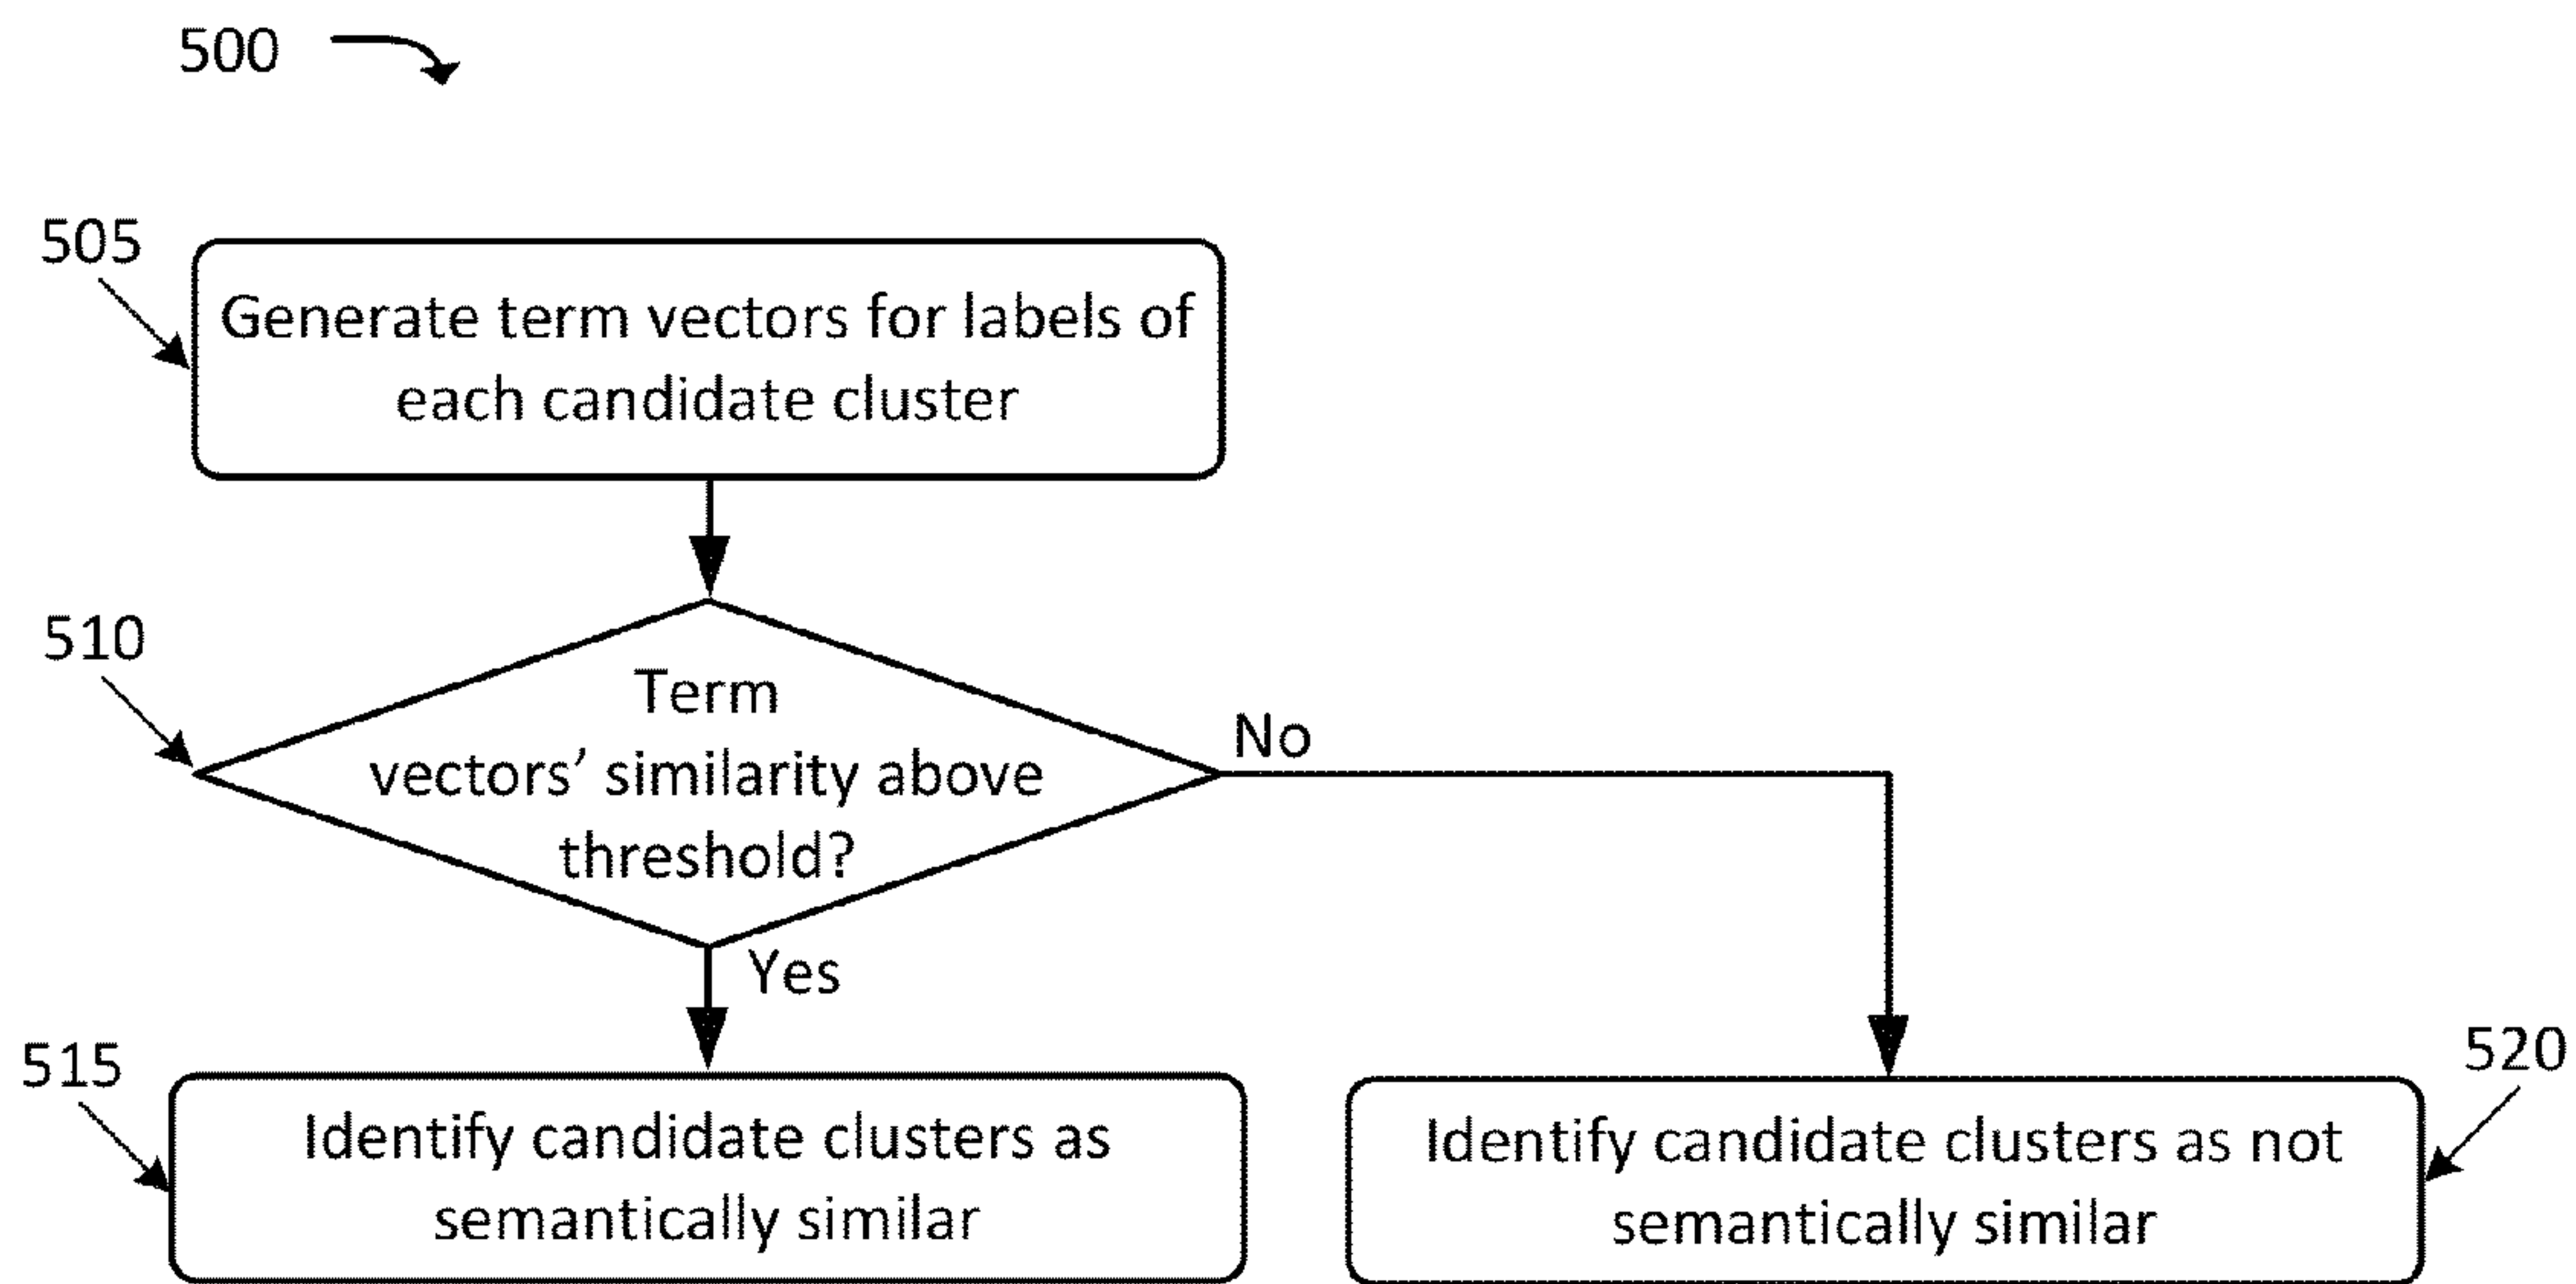 500
505
Generate term vectors for labels of
each candidate cluster
510
Term
vectors’ similarity above
threshold?
No
Yes
515
Identify candidate clusters as
semantically similar
520
Identify candidate clusters as not
semantically similar